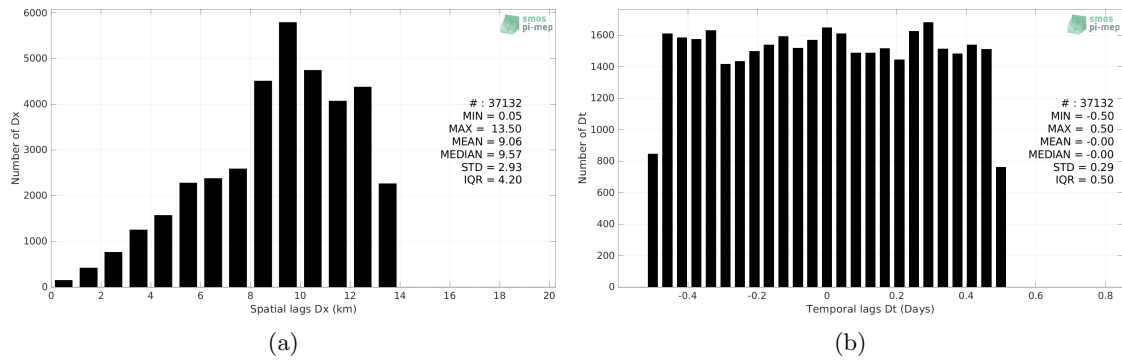 6000
5000
4000
3000
2000
1000
0
Number of Dx
0 2 4 6 8 10 12 14 16 18 20
Spatial lags Dx (km)
smos
pi-mep
# : 37132
MIN = 0.05
MAX = 13.50
MEAN = 9.06
MEDIAN = 9.57
STD = 2.93
IQR = 4.20
(a)
1600
1400
1200
1000
800
600
400
200
0
Number of Dt
-0.4 -0.2 0 0.2 0.4 0.6 0.8
Temporal lags Dt (Days)
smos
pi-mep
# : 37132
MIN = -0.50
MAX = 0.50
MEAN = -0.00
MEDIAN = -0.00
STD = 0.29
IQR = 0.50
(b)